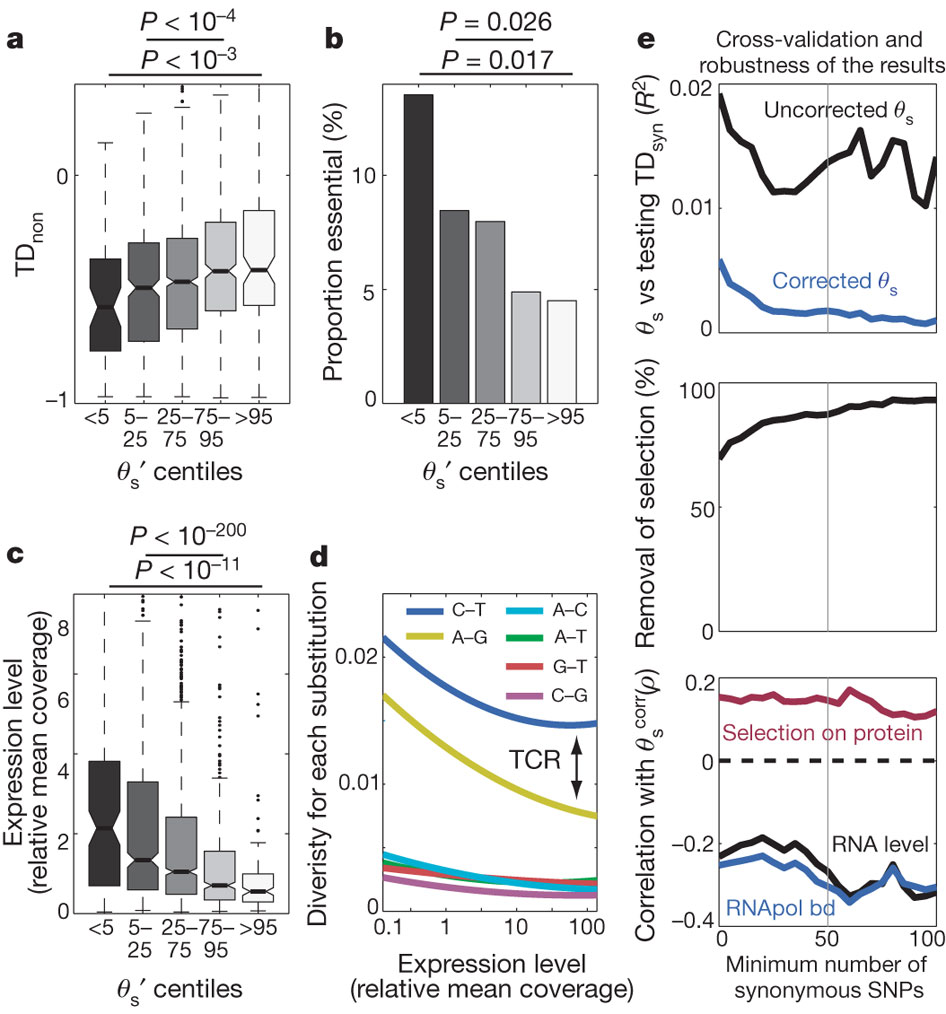 a
P < 10–4
P < 10–3
TDnon
0
–1
<5
5–
25
25–
75
75–
95
>95
θs′ centiles
b
P = 0.026
P = 0.017
Proportion essential (%)
10
5
0
<5
5–
25
25–
75
75–
95
>95
θs′ centiles
c
P < 10–200
P < 10–11
Expression level
(relative mean coverage)
8
6
4
2
0
<5
5–
25
25–
75
75–
95
>95
θs′ centiles
d
Diveristy for each substitution
0.02
0.01
0
C–T
A–G
A–C
A–T
G–T
C–G
TCR
0.1
1
10
100
Expression level
(relative mean coverage)
e
Cross-validation and
robustness of the results
θs vs testing TDsyn (R2)
0.02
0.01
0
Uncorrected θs
Corrected θs
Removal of selection (%)
100
50
0
Correlation with θscorr(ρ)
0.2
0
–0.2
–0.4
Selection on protein
RNA level
RNApol bd
0
50
100
Minimum number of
synonymous SNPs